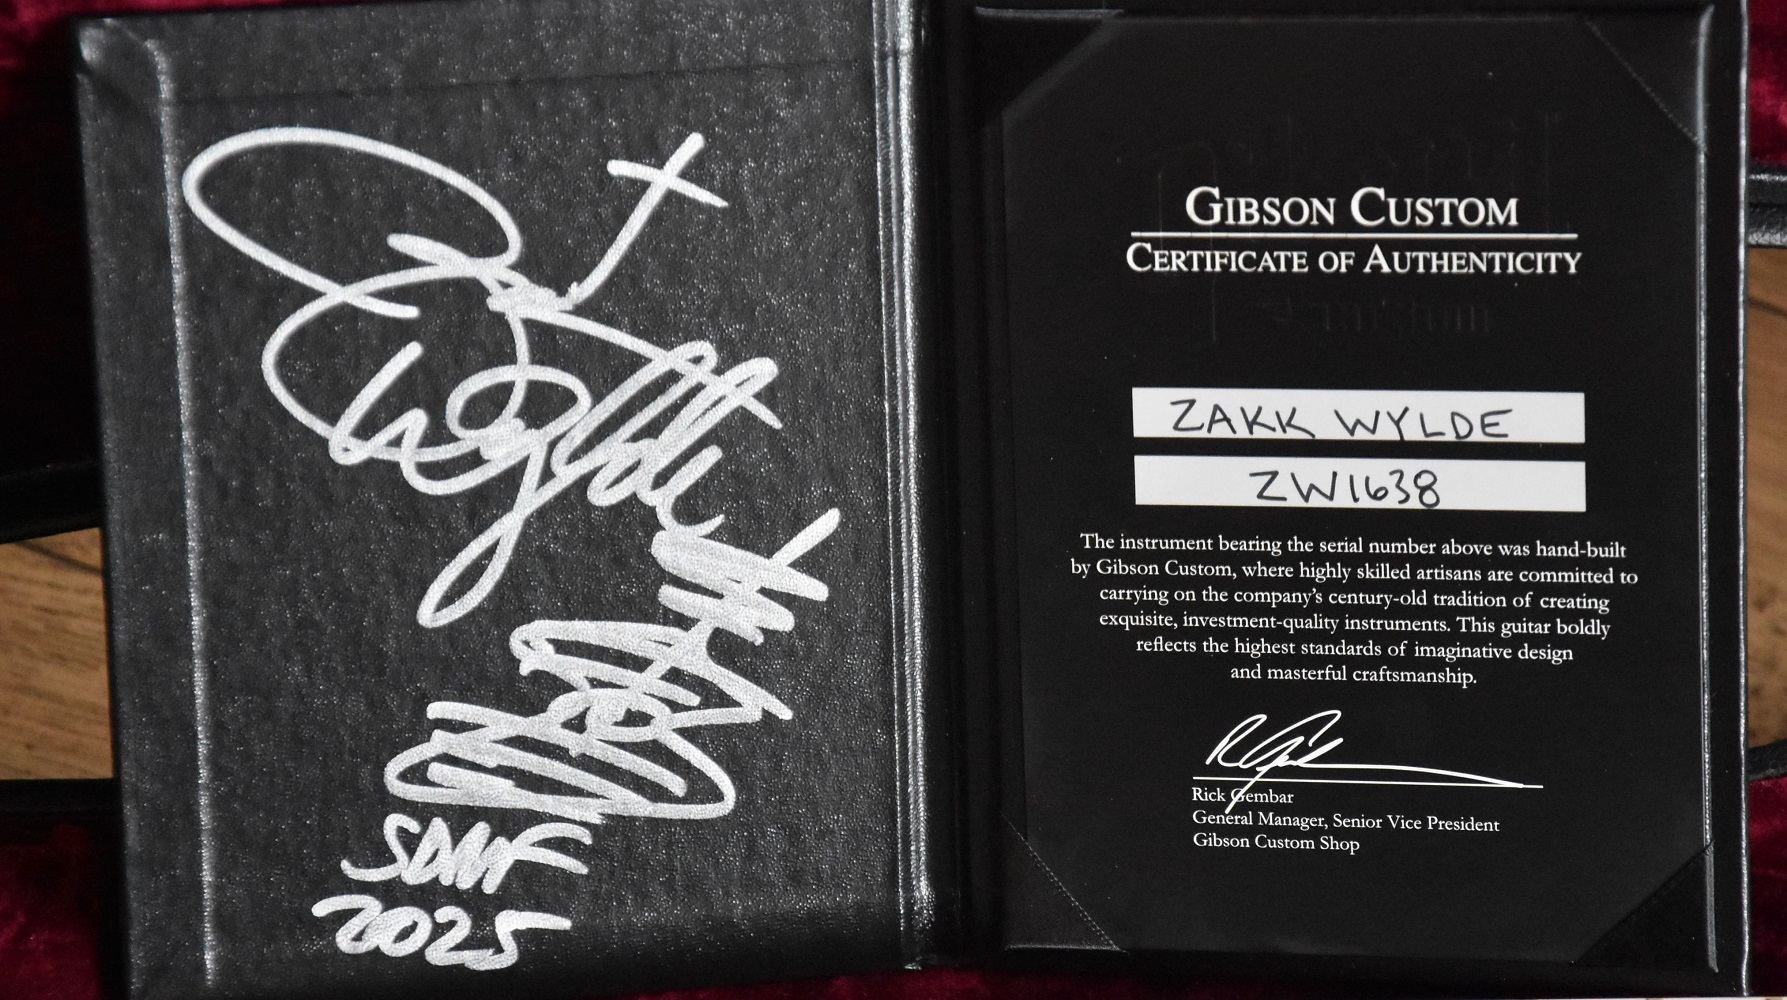 Zakk
Wylde
SDMF
2025
GIBSON CUSTOM
CERTIFICATE OF AUTHENTICITY
ZAKK WYLDE
ZW1638
The instrument bearing the serial number above was hand-built
by Gibson Custom, where highly skilled artisans are committed to
carrying on the company's century-old tradition of creating
exquisite, investment-quality instruments. This guitar boldly
reflects the highest standards of imaginative design
and masterful craftsmanship.
Rick Gembar
General Manager, Senior Vice President
Gibson Custom Shop